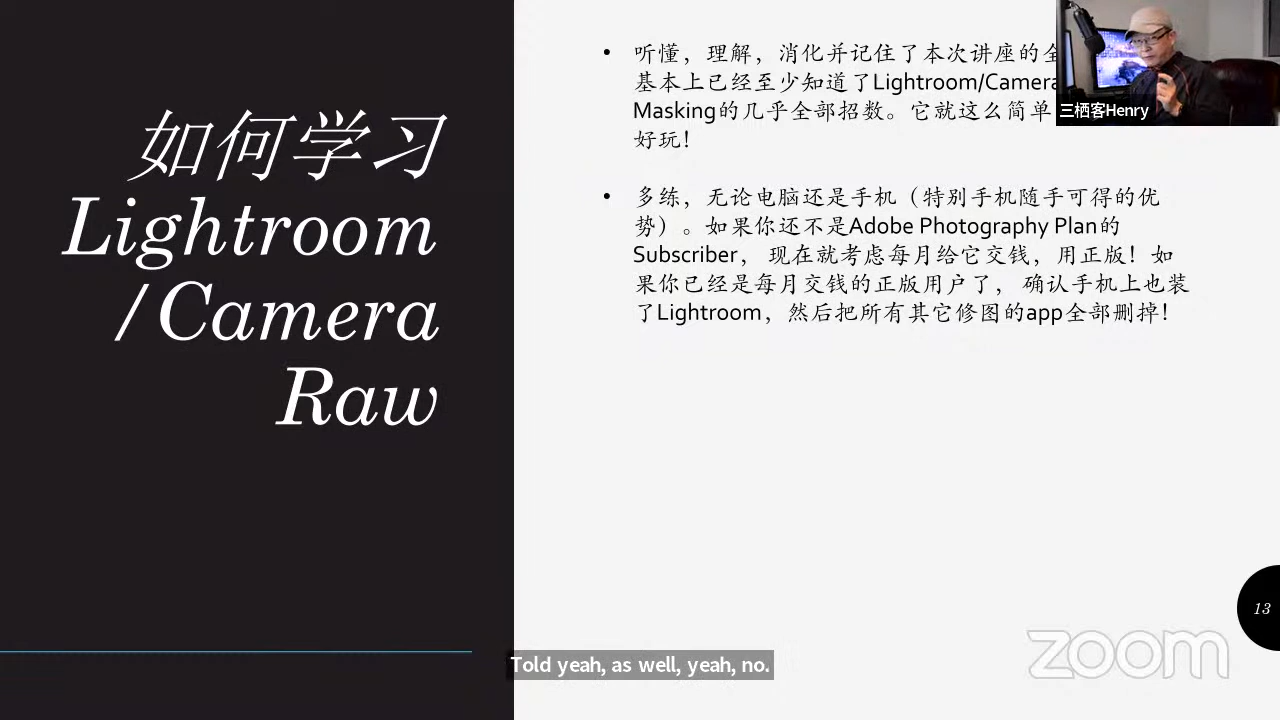 如何学习
Lightroom
/Camera
Raw
• 听懂，理解，消化并记住了本次讲座的全
基本上已经至少知道了Lightroom/Camera
Masking的几乎全部招数。它就这么简单
好玩！
• 多练，无论电脑还是手机（特别手机随手可得的优
势）。如果你还不是Adobe Photography Plan的
Subscriber， 现在就考虑每月给它交钱，用正版！如
果你已经是每月交钱的正版用户了， 确认手机上也装
了Lightroom，然后把所有其它修图的app全部删掉！
三栖客Henry
13
zoom
Told yeah, as well, yeah, no.